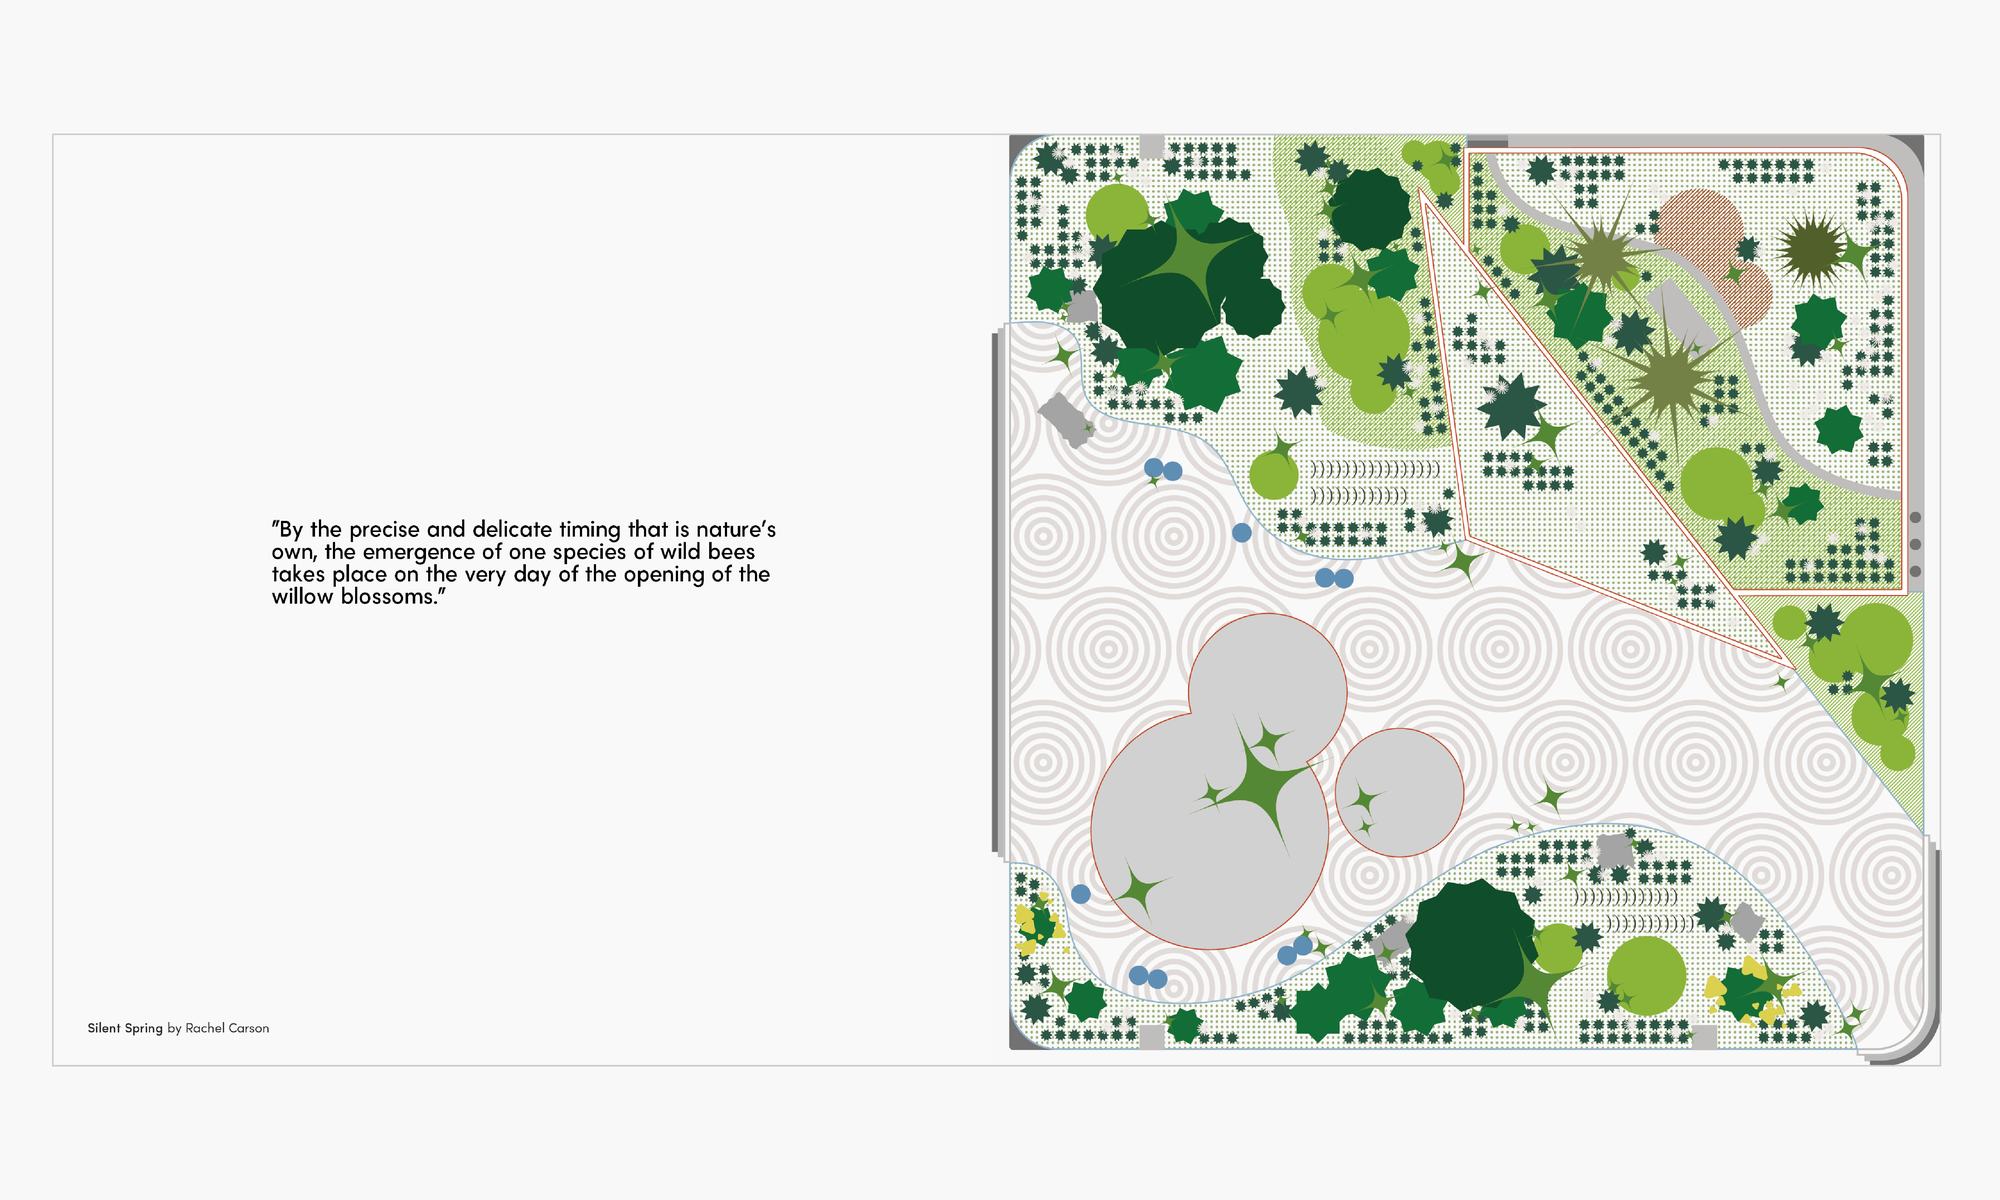 "By the precise and delicate timing that is nature's
own, the emergence of one species of wild bees
takes place on the very day of the opening of the
willow blossoms."
Silent Spring by Rachel Carson